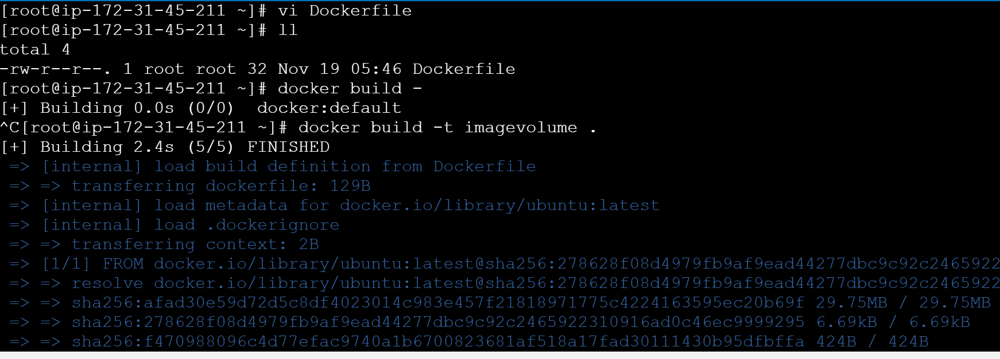 [root@ip-172-31-45-211 ~]# vi Dockerfile
[root@ip-172-31-45-211 ~]# ll
total 4
-rw-r--r--. 1 root root 32 Nov 19 05:46 Dockerfile
[root@ip-172-31-45-211 ~]# docker build -
[+] Building 0.0s (0/0)  docker:default
^C[root@ip-172-31-45-211 ~]# docker build -t imagevolume .
[+] Building 2.4s (5/5) FINISHED
=> [internal] load build definition from Dockerfile
=> => transferring dockerfile: 129B
=> [internal] load metadata for docker.io/library/ubuntu:latest
=> [internal] load .dockerignore
=> => transferring context: 2B
=> [1/1] FROM docker.io/library/ubuntu:latest@sha256:278628f08d4979fb9af9ead44277dbc9c92c2465922
=> => resolve docker.io/library/ubuntu:latest@sha256:278628f08d4979fb9af9ead44277dbc9c92c2465922
=> => sha256:afad30e59d72d5c8df4023014c983e457f21818971775c4224163595ec20b69f 29.75MB / 29.75MB
=> => sha256:278628f08d4979fb9af9ead44277dbc9c92c2465922310916ad0c46ec9999295 6.69kB / 6.69kB
=> => sha256:f470988096c4d77efac9740a1b6700823681af518a17fad30111430b95dfbffa 424B / 424B